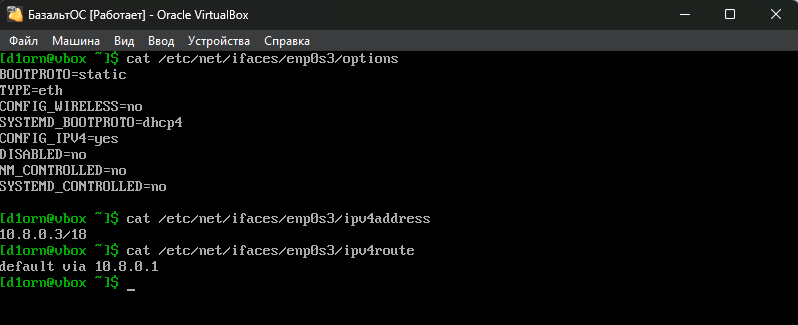 БазальтОС [Работает] - Oracle VirtualBox
Файл Машина Вид Ввод Устройства Справка
[d1orn@vbox ~]$ cat /etc/net/ifaces/enp0s3/options
BOOTPROTO=static
TYPE=eth
CONFIG_WIRELESS=no
SYSTEMD_BOOTPROTO=dhcp4
CONFIG_IPV4=yes
DISABLED=no
NM_CONTROLLED=no
SYSTEMD_CONTROLLED=no
[d1orn@vbox ~]$ cat /etc/net/ifaces/enp0s3/ipv4address
10.8.0.3/18
[d1orn@vbox ~]$ cat /etc/net/ifaces/enp0s3/ipv4route
default via 10.8.0.1
[d1orn@vbox ~]$ _